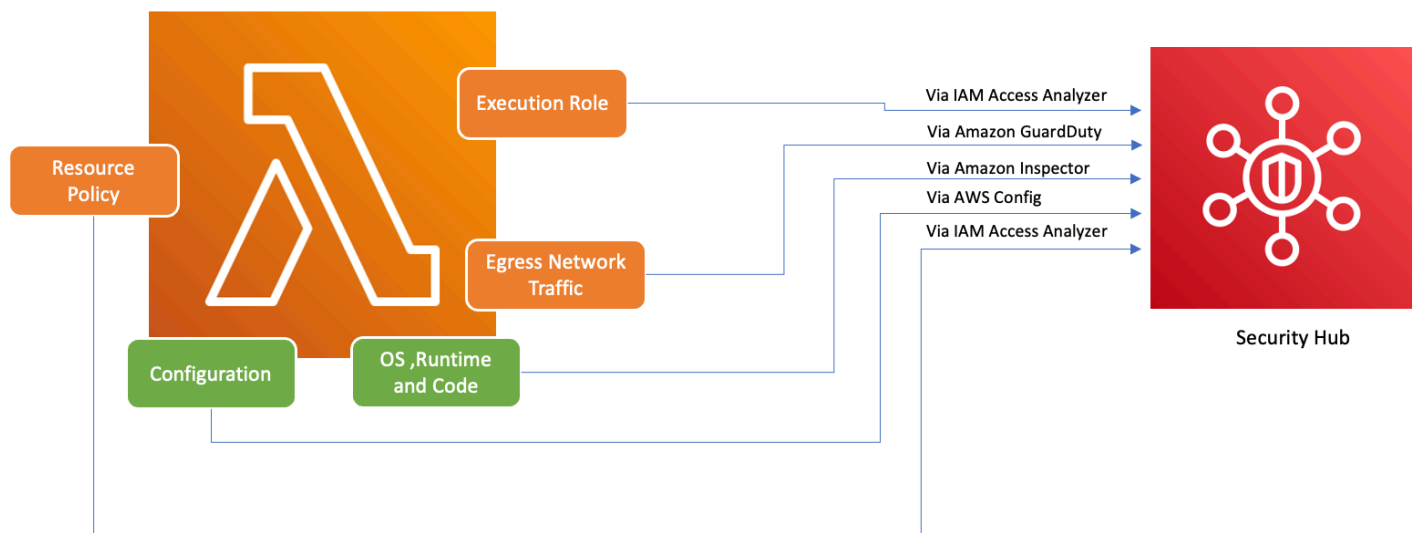 Execution Role
Via IAM Access Analyzer
Via Amazon GuardDuty
Resource
Policy
Via Amazon Inspector
Via AWS Config
Via IAM Access Analyzer
Egress Network
Traffic
Security Hub
Configuration
OS ,Runtime
and Code